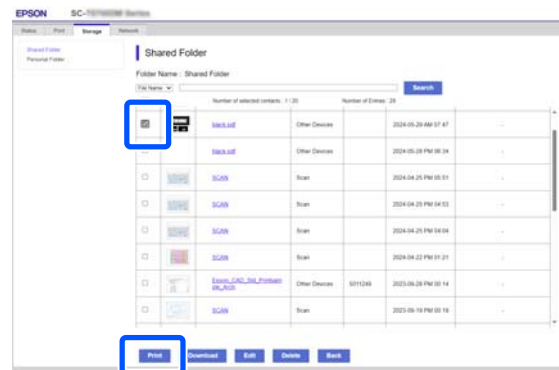 EPSON SC-
Status Print Storage Network
Shared Folder
Personal Folder
Shared Folder
Folder Name : Shared Folder
File Name Search
Number of selected contacts : 1 / 20 Number of Entries : 28
black.pdf Other Devices 2024-05-29 AM 07:47 -
black.pdf Other Devices 2024-05-28 PM 06:34 -
SCAN Scan 2024-04-25 PM 05:51 -
SCAN Scan 2024-04-25 PM 04:53 -
SCAN Scan 2024-04-25 PM 04:04 -
SCAN Scan 2024-04-22 PM 01:21 -
Other Devices 2023-09-28 PM 00:14 -
SCAN Scan 2023-09-19 PM 00:18 -
Print Download Edit Delete Back